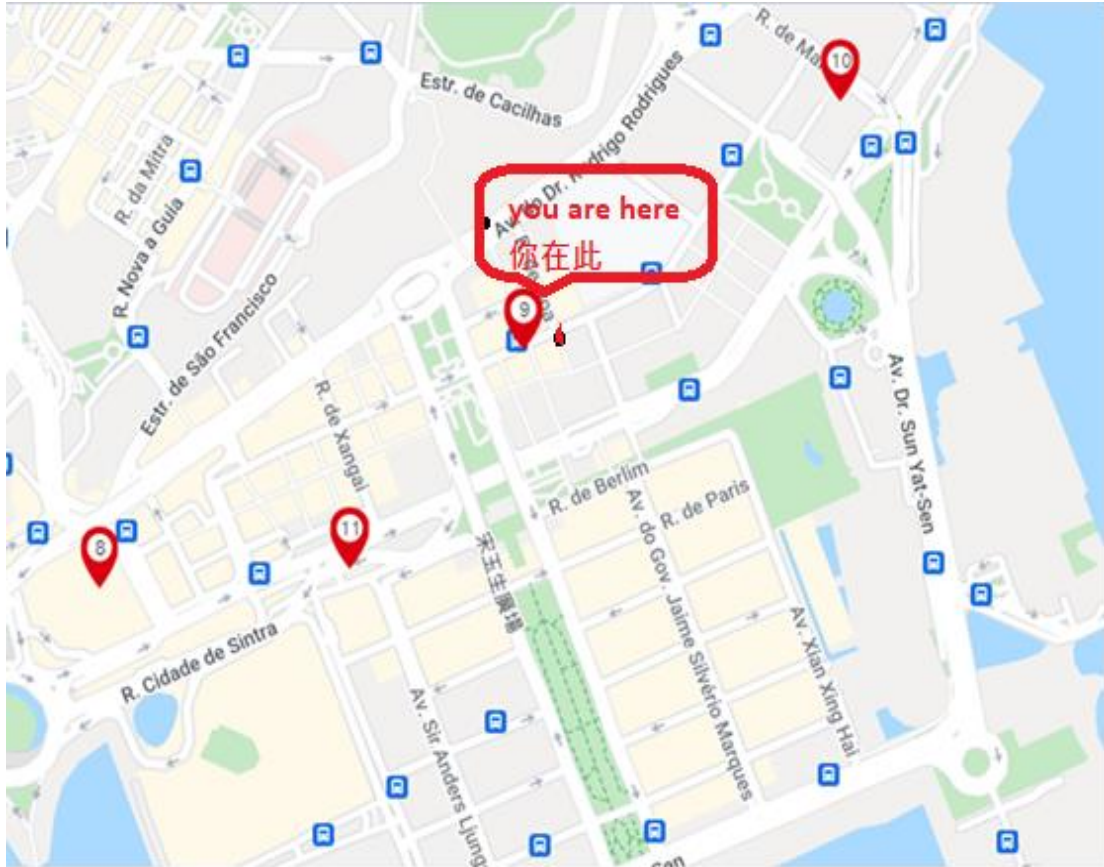 R. de Ma
10
Estr. de Cacilhas
Av. do Dr. Rodrigo Rodrigues
R. da Mitra
R. Nova a Guia
you are here
你在此
9
Estr. de São Francisco
R. de Xangai
Av. Dr. Sun Yat-Sen
R. de Berlim
R. de Paris
8
11
宋玉生廣場
Av. do Gov. Jaime Silvério Marques
Av. Xian Xing Hai
R. Cidade de Sintra
Av. Sir Anders Ljung
Sen